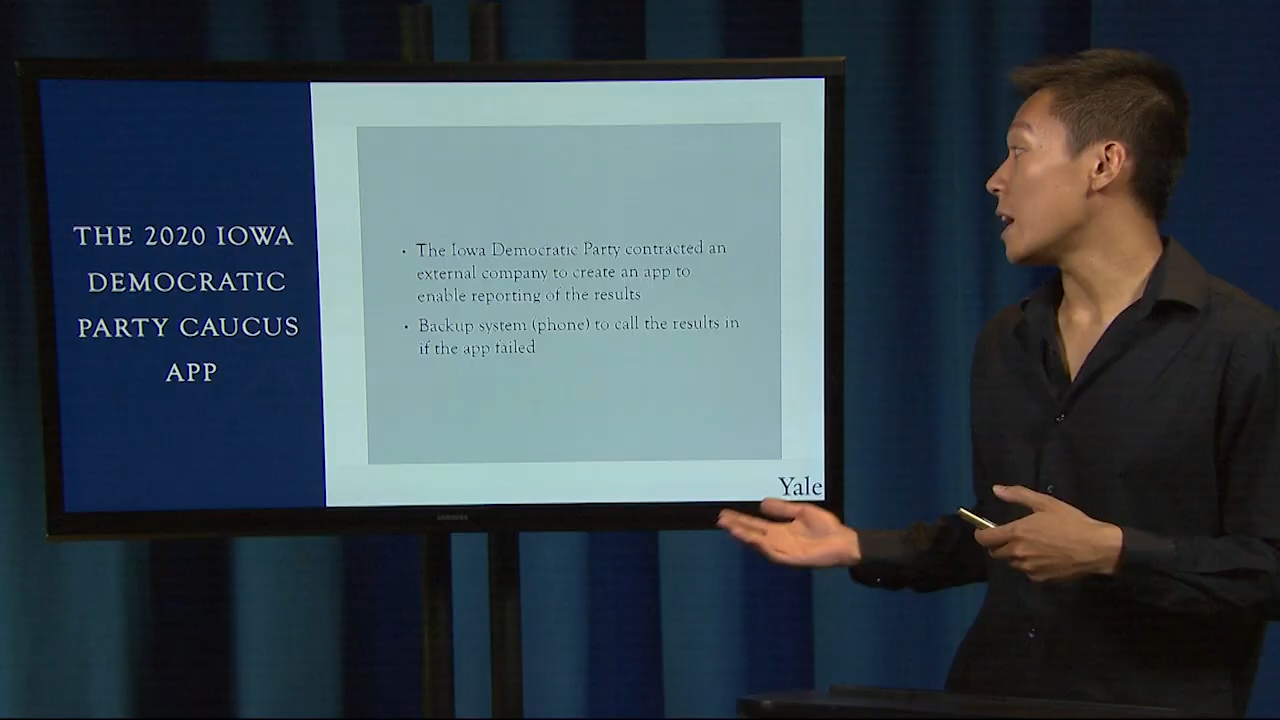 THE 2020 IOWA
DEMOCRATIC
PARTY CAUCUS
APP
• The Iowa Democratic Party contracted an
external company to create an app to
enable reporting of the results
• Backup system (phone) to call the results in
if the app failed
Yale
SAMSUNG